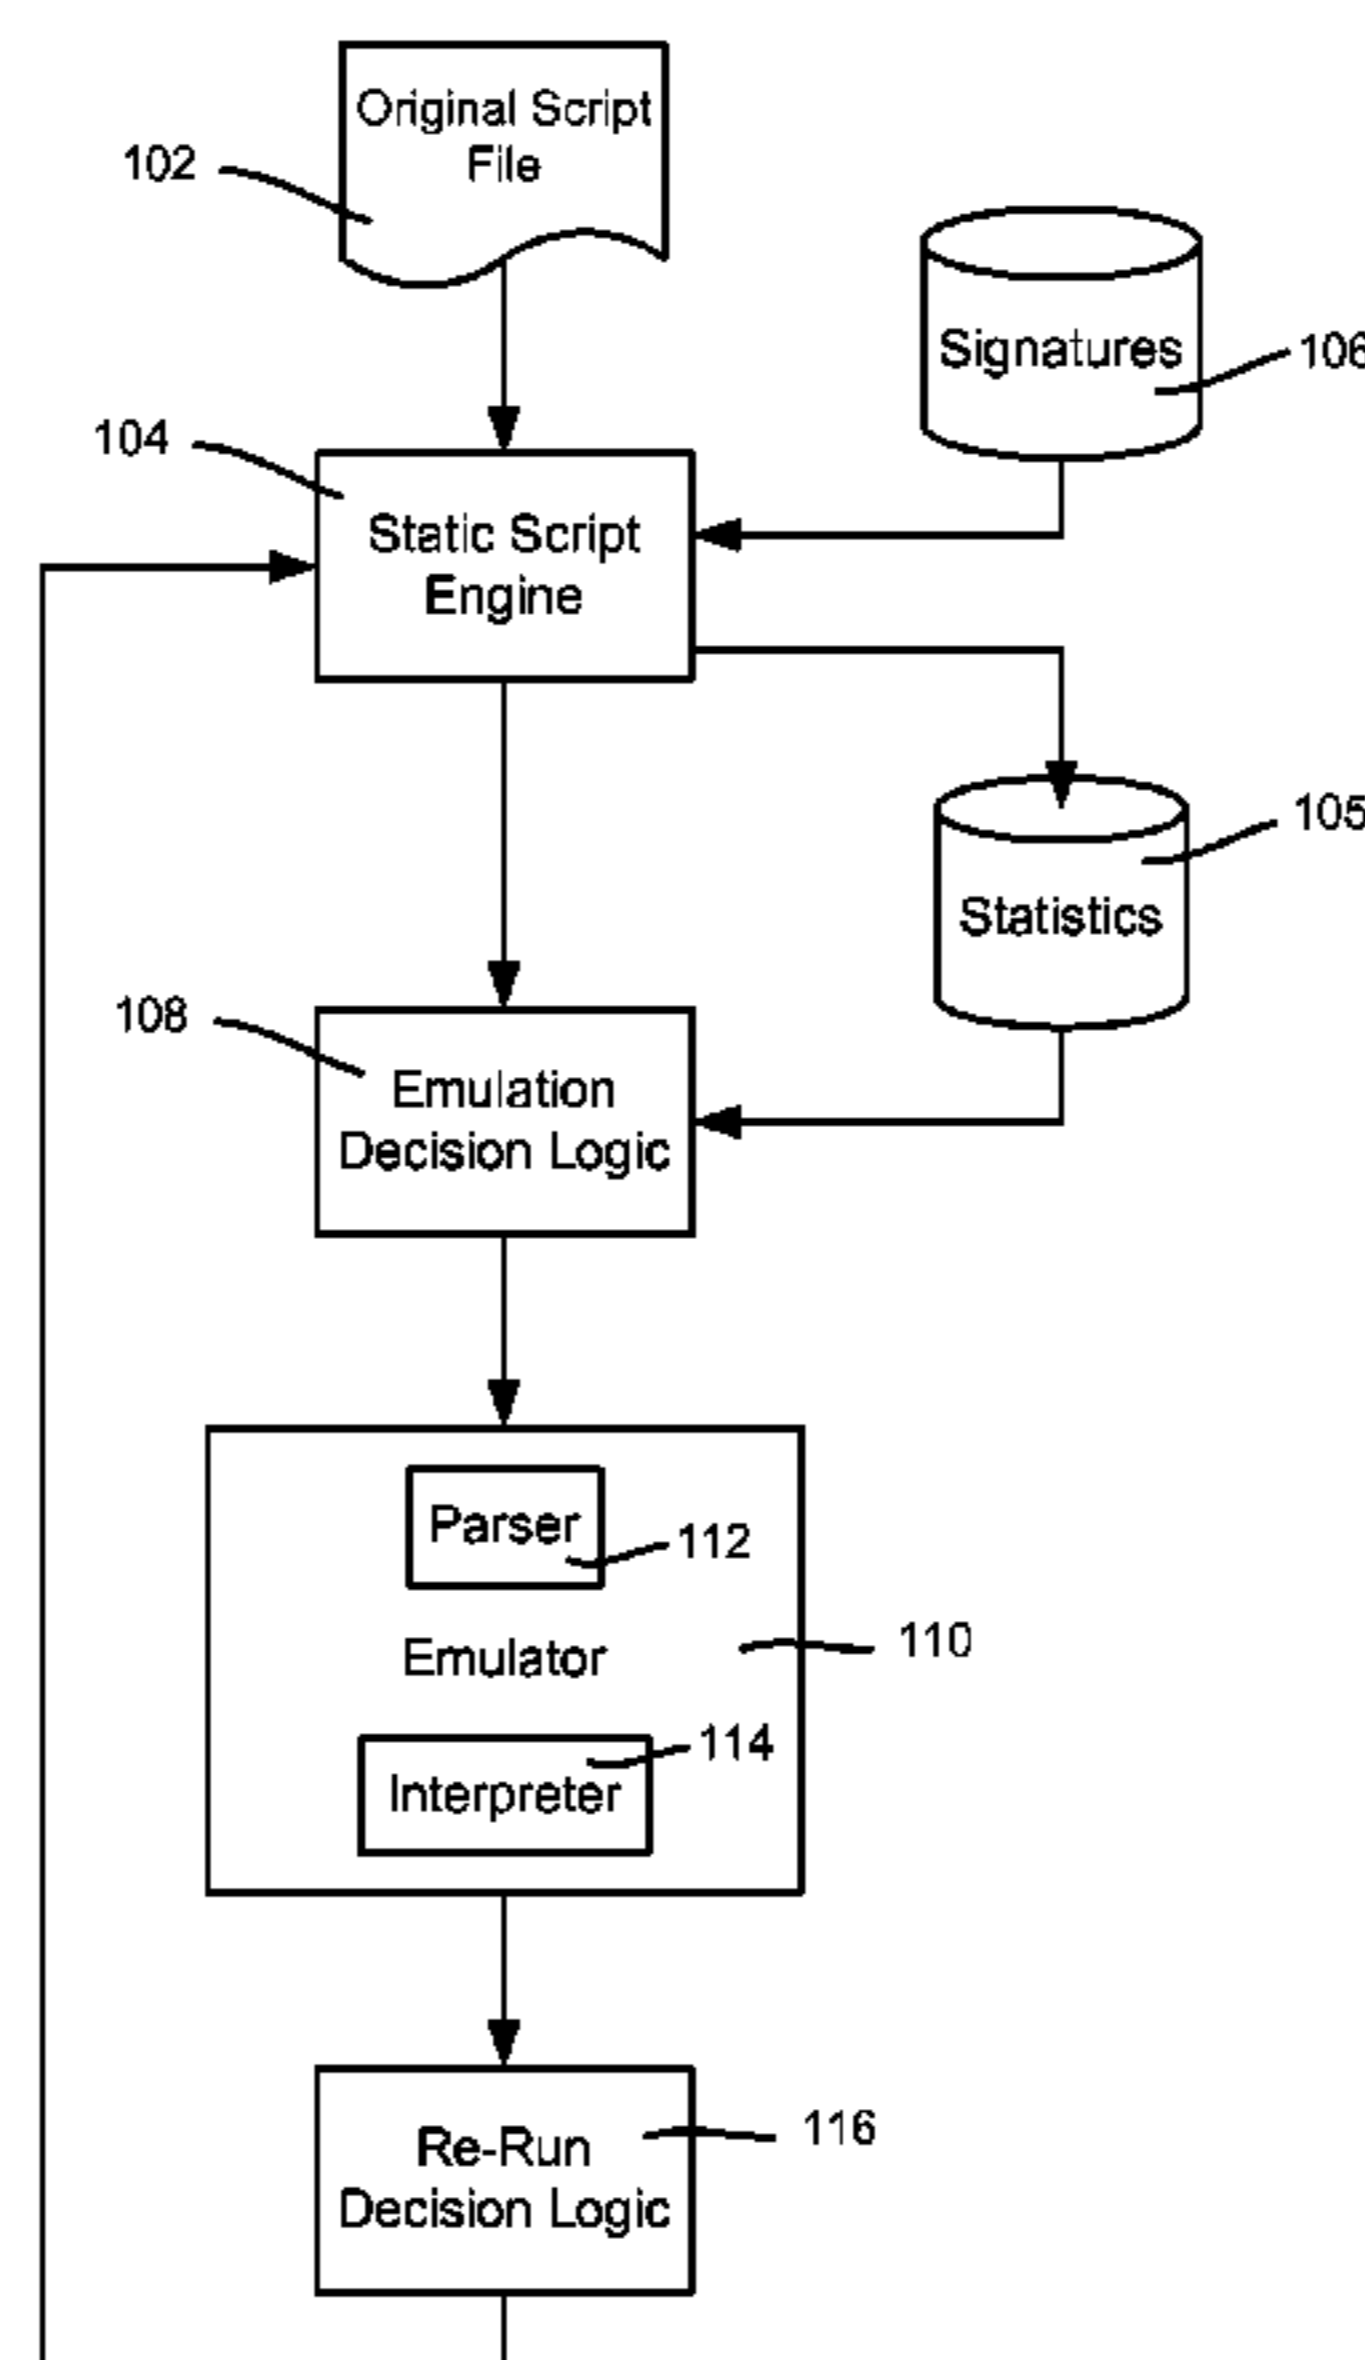 Original Script
File
102
Signatures
106
104
Static Script
Engine
105
Statistics
108
Emulation
Decision Logic
Parser
112
Emulator
110
114
Interpreter
Re-Run
Decision Logic
116